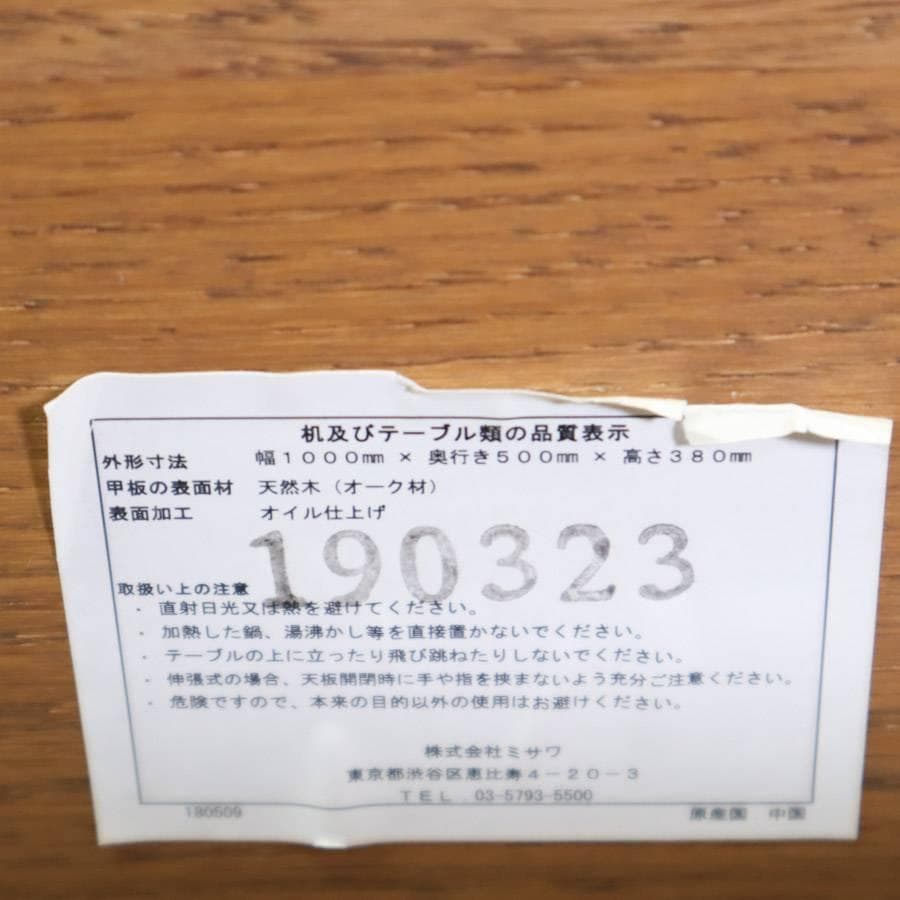 机及びテーブル類の品質表示
外形寸法 幅1000mm × 奥行き500mm × 高さ380mm
甲板の表面材 天然木（オーク材）
表面加工 オイル仕上げ
190323
取扱い上の注意
・ 直射日光又は熱を避けてください。
・ 加熱した鍋、湯沸かし等を直接置かないでください。
・ テーブルの上に立ったり飛び跳ねたりしないでください。
・ 伸張式の場合、天板開閉時に手や指を挟まないよう充分ご注意ください。
・ 危険ですので、本来の目的以外の使用はお避けください。
株式会社ミサワ
東京都渋谷区恵比寿4－20－3
TEL．03-5793-5500
180509 原産国 中国